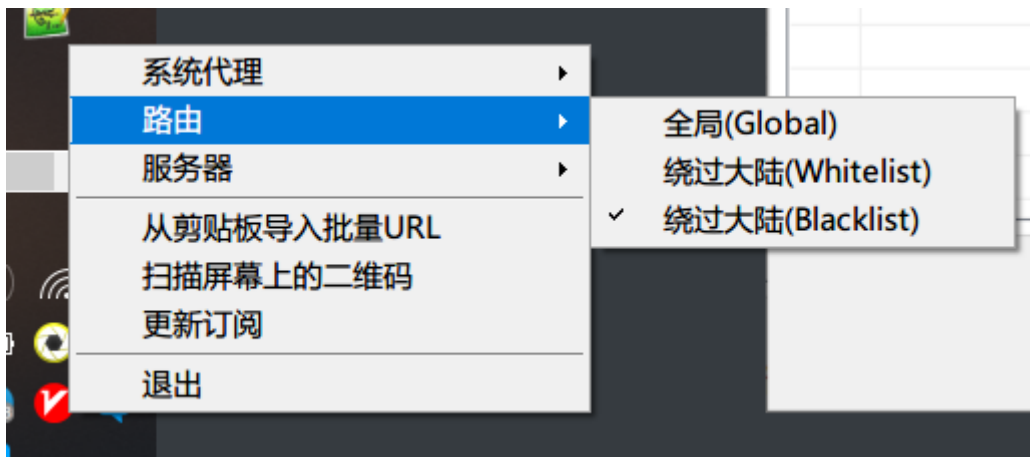 系统代理
路由
服务器
从剪贴板导入批量URL
扫描屏幕上的二维码
更新订阅
退出
全局(Global)
绕过大陆(Whitelist)
绕过大陆(Blacklist)